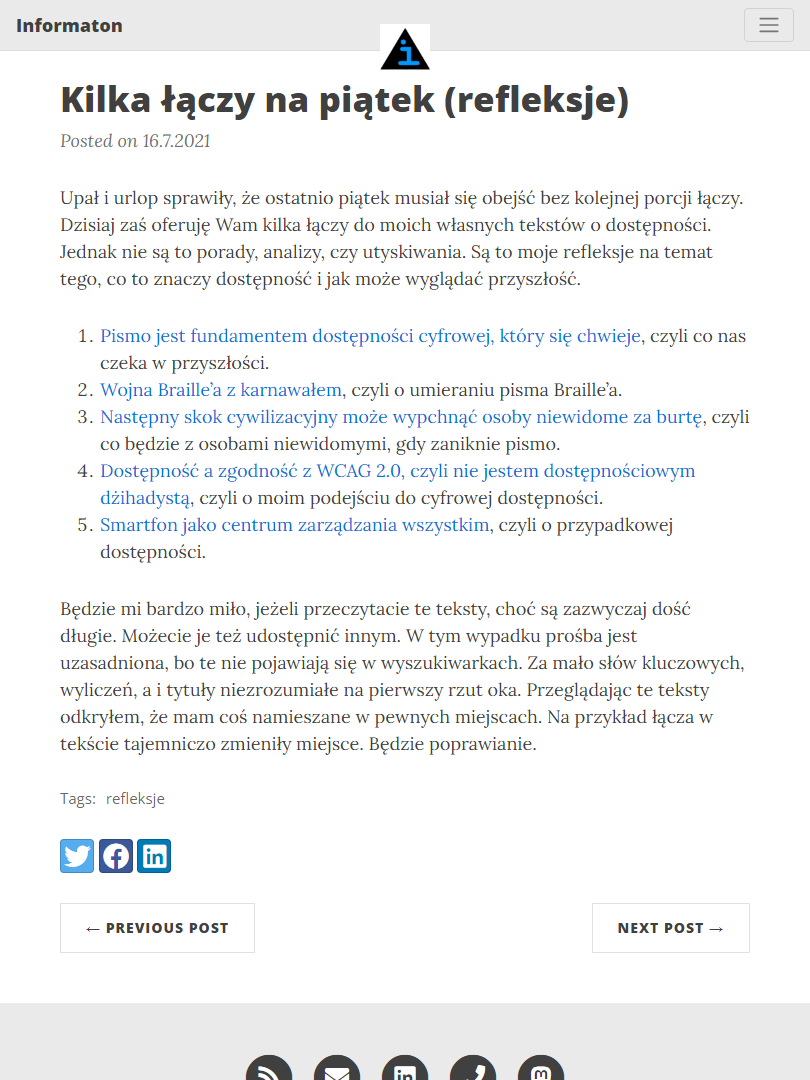 Informaton
i
Kilka łączy na piątek (refleksje)
Posted on 16.7.2021
Upał i urlop sprawiły, że ostatnio piątek musiał się obejść bez kolejnej porcji łączy.
Dzisiaj zaś oferuję Wam kilka łączy do moich własnych tekstów o dostępności.
Jednak nie są to porady, analizy, czy utyskiwania. Są to moje refleksje na temat
tego, co to znaczy dostępność i jak może wyglądać przyszłość.
1. Pismo jest fundamentem dostępności cyfrowej, który się chwieje, czyli co nas
czeka w przyszłości.
2. Wojna Braille’a z karnawałem, czyli o umieraniu pisma Braille’a.
3. Następny skok cywilizacyjny może wypchnąć osoby niewidome za burtę, czyli
co będzie z osobami niewidomymi, gdy zaniknie pismo.
4. Dostępność a zgodność z WCAG 2.0, czyli nie jestem dostępnościowym
dżihadystą, czyli o moim podejściu do cyfrowej dostępności.
5. Smartfon jako centrum zarządzania wszystkim, czyli o przypadkowej
dostępności.
Będzie mi bardzo miło, jeżeli przeczytacie te teksty, choć są zazwyczaj dość
długie. Możecie je też udostępnić innym. W tym wypadku prośba jest
uzasadniona, bo te nie pojawiają się w wyszukiwarkach. Za mało słów kluczowych,
wyliczeń, a i tytuły niezrozumiałe na pierwszy rzut oka. Przeglądając te teksty
odkryłem, że mam coś namieszane w pewnych miejscach. Na przykład łącza w
tekście tajemniczo zmieniły miejsce. Będzie poprawianie.
Tags: refleksje
← PREVIOUS POST
NEXT POST →